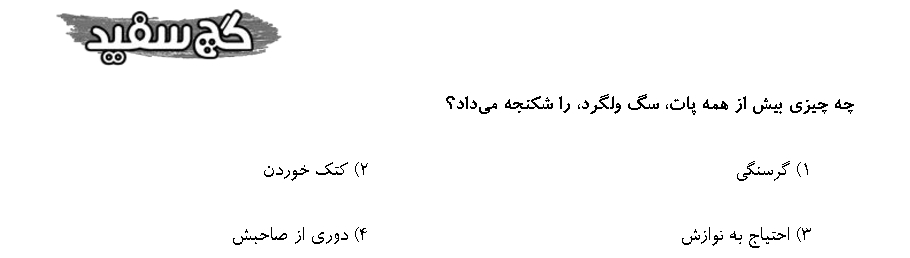 گچ سفید
چه چیزی بیش از همه پات، سگ ولگرد، را شکنجه می‌داد؟
۱) گرسنگی ۲) کتک خوردن
۳) احتیاج به نوازش ۴) دوری از صاحبش